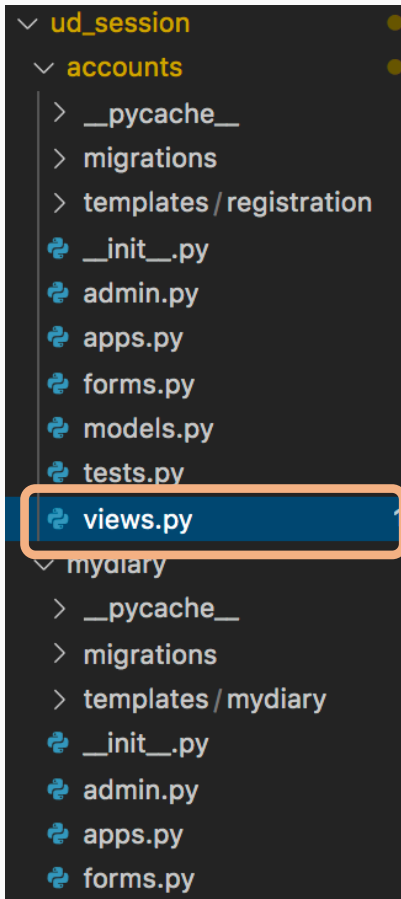 ud_session
accounts
__pycache__
migrations
templates/registration
__init__.py
admin.py
apps.py
forms.py
models.py
tests.py
views.py
mydiary
__pycache__
migrations
templates/mydiary
__init__.py
admin.py
apps.py
forms.py